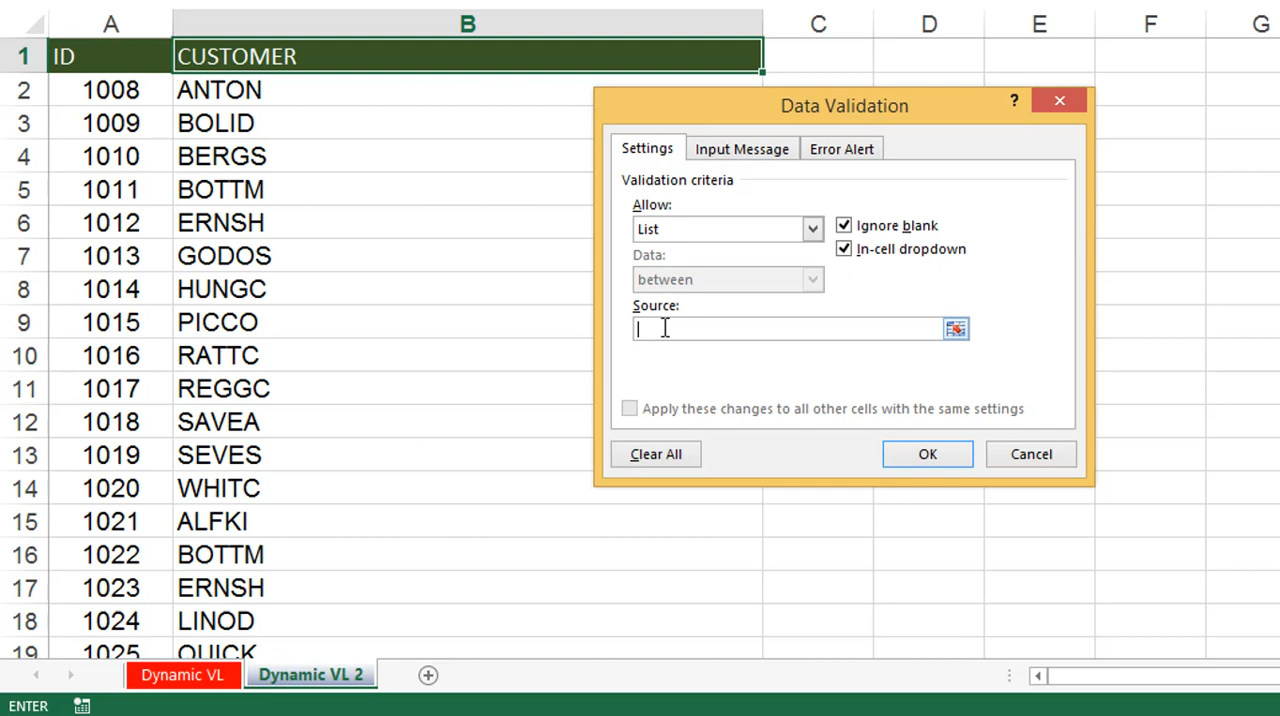 A B C D E F G
1 ID CUSTOMER
2 1008 ANTON
3 1009 BOLID
4 1010 BERGS
5 1011 BOTTM
6 1012 ERNSH
7 1013 GODOS
8 1014 HUNGC
9 1015 PICCO
10 1016 RATTC
11 1017 REGGC
12 1018 SAVEA
13 1019 SEVES
14 1020 WHITC
15 1021 ALFKI
16 1022 BOTTM
17 1023 ERNSH
18 1024 LINOD
19 1025 QUICK
Data Validation ?
Settings Input Message Error Alert
Validation criteria
Allow:
List Ignore blank
In-cell dropdown
Data:
between
Source:
Apply these changes to all other cells with the same settings
Clear All OK Cancel
Dynamic VL Dynamic VL 2
ENTER